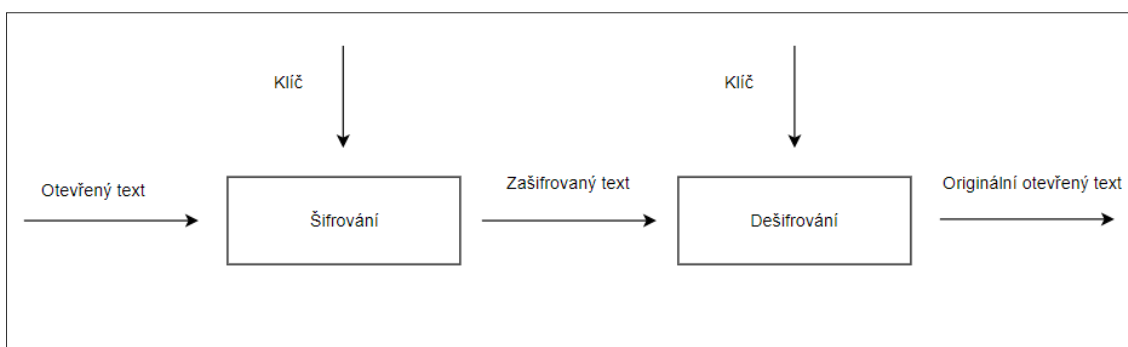 Klíč
Klíč
Otevřený text
Šifrování
Zašifrovaný text
Dešifrování
Originální otevřený text